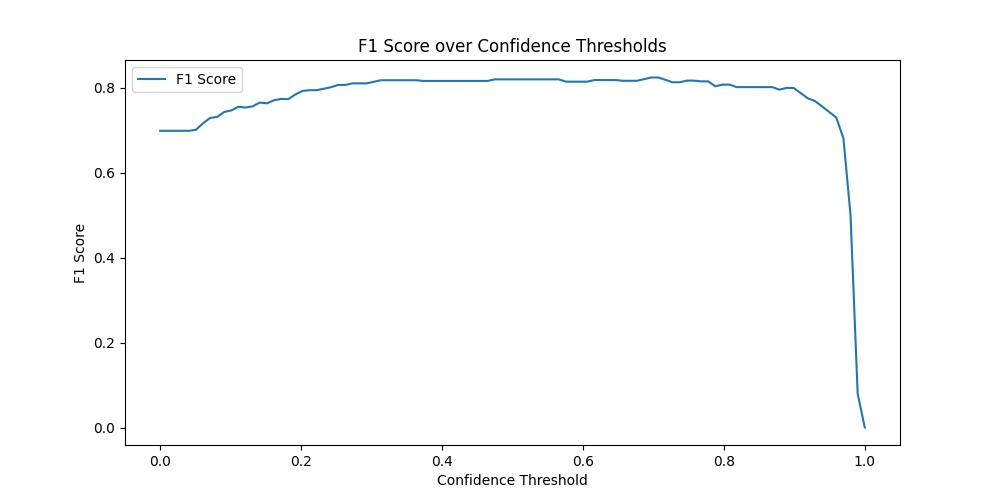 F1 Score over Confidence Thresholds
F1 Score
0.8
0.6
0.4
0.2
0.0
F1 Score
0.0 0.2 0.4 0.6 0.8 1.0
Confidence Threshold